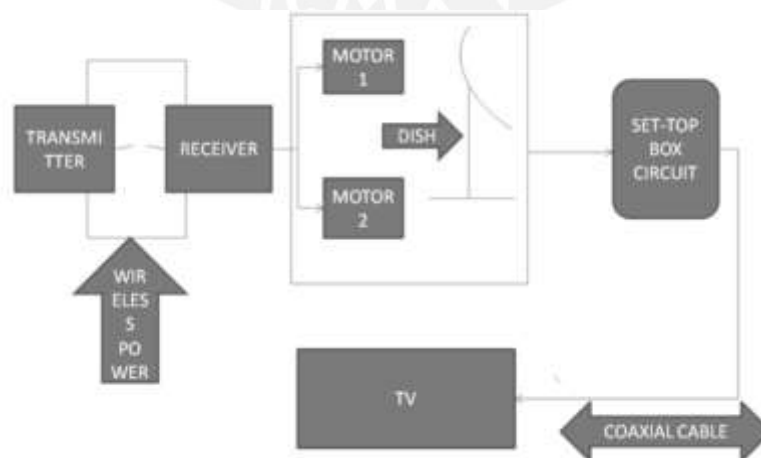 MOTOR
1
TRANSMI
TTER
RECEIVER
DISH
SET-TOP
BOX
CIRCUIT
MOTOR
2
WIR
ELES
S
PO
WER
TV
COAXIAL CABLE